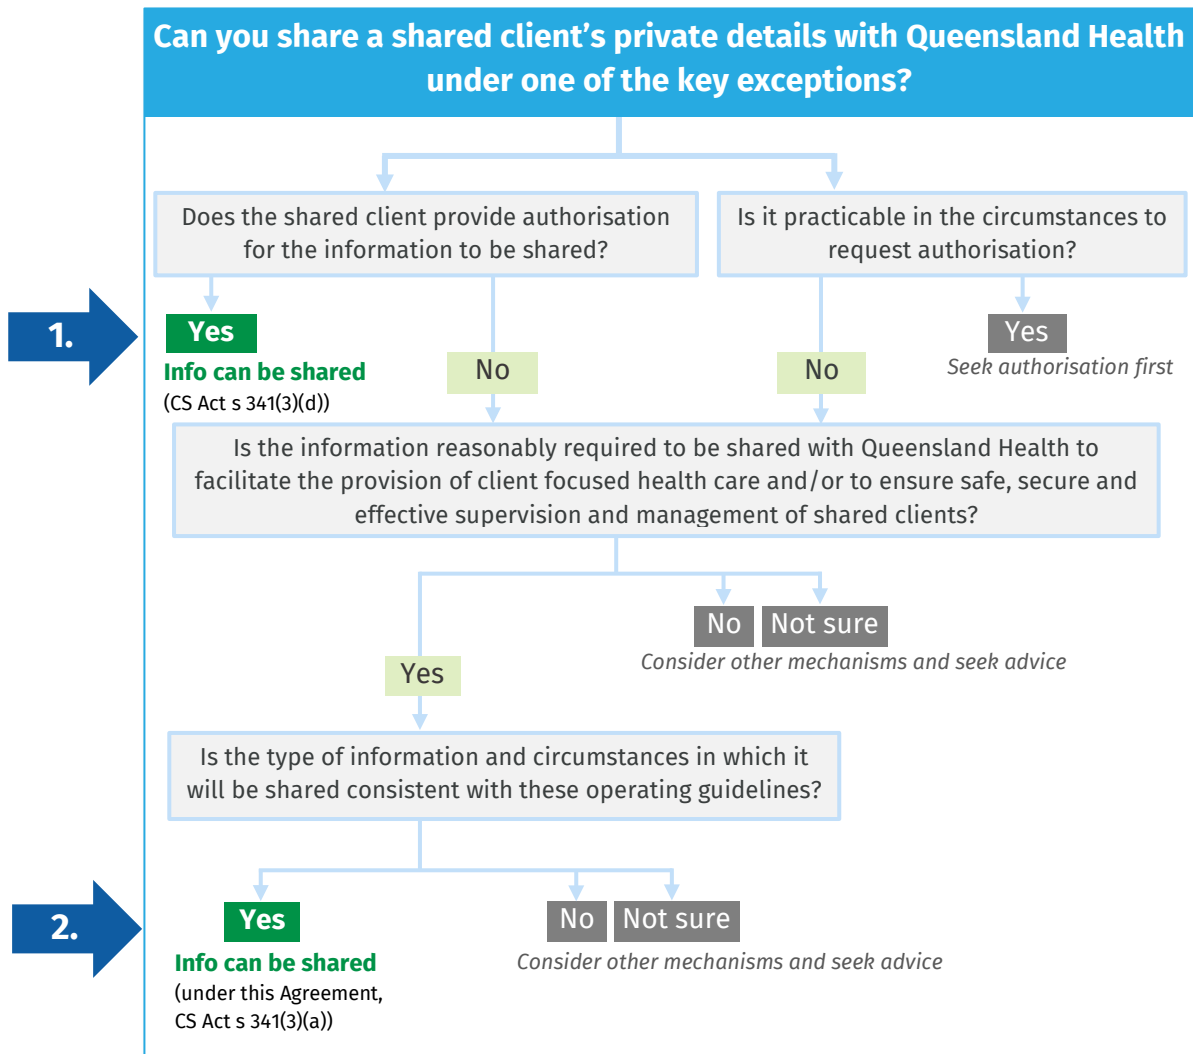 Can you share a shared client's private details with Queensland Health
under one of the key exceptions?
Does the shared client provide authorisation
for the information to be shared?
Is it practicable in the circumstances to
request authorisation?
1.
Yes
Info can be shared
(CS Act s 341(3)(d))
No
No
Yes
Seek authorisation first
Is the information reasonably required to be shared with Queensland Health to
facilitate the provision of client focused health care and/or to ensure safe, secure and
effective supervision and management of shared clients?
No
Not sure
Consider other mechanisms and seek advice
Yes
Is the type of information and circumstances in which it
will be shared consistent with these operating guidelines?
2.
Yes
Info can be shared
(under this Agreement,
CS Act s 341(3)(a))
No
Not sure
Consider other mechanisms and seek advice